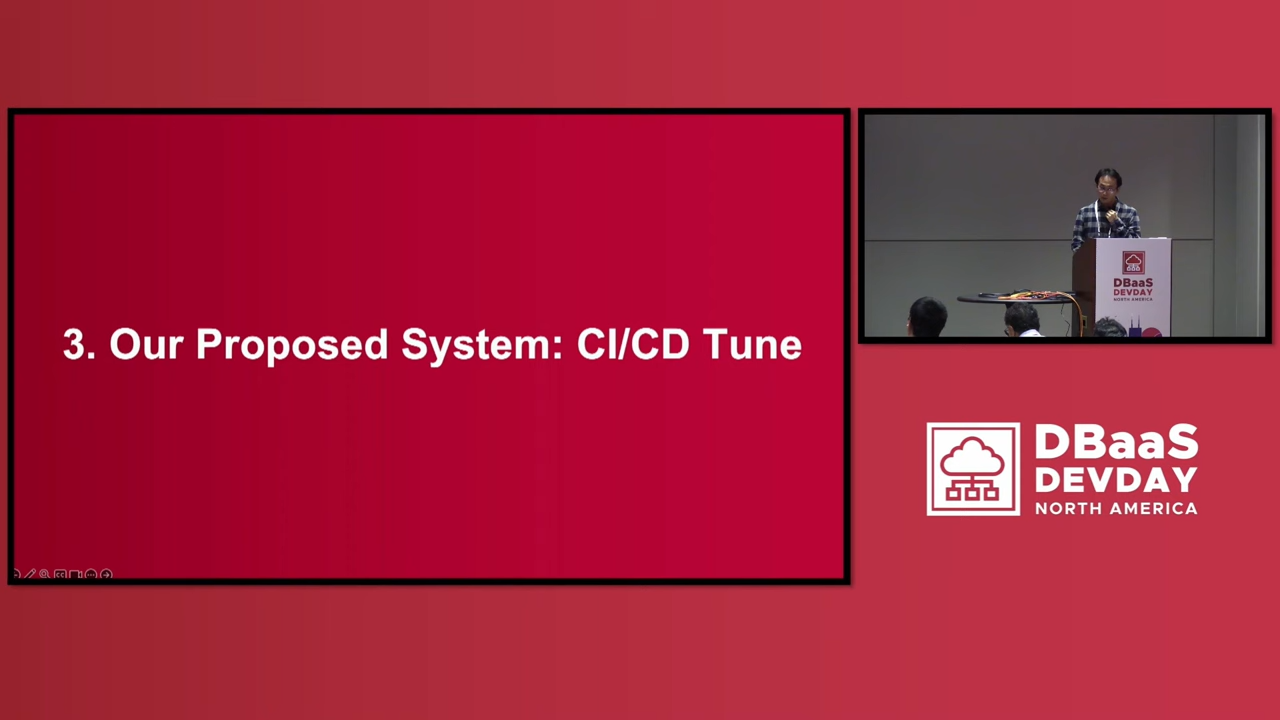 3. Our Proposed System: CI/CD Tune
DBaaS
DEVDAY
NORTH AMERICA
DBaaS
DEVDAY
NORTH AMERICA